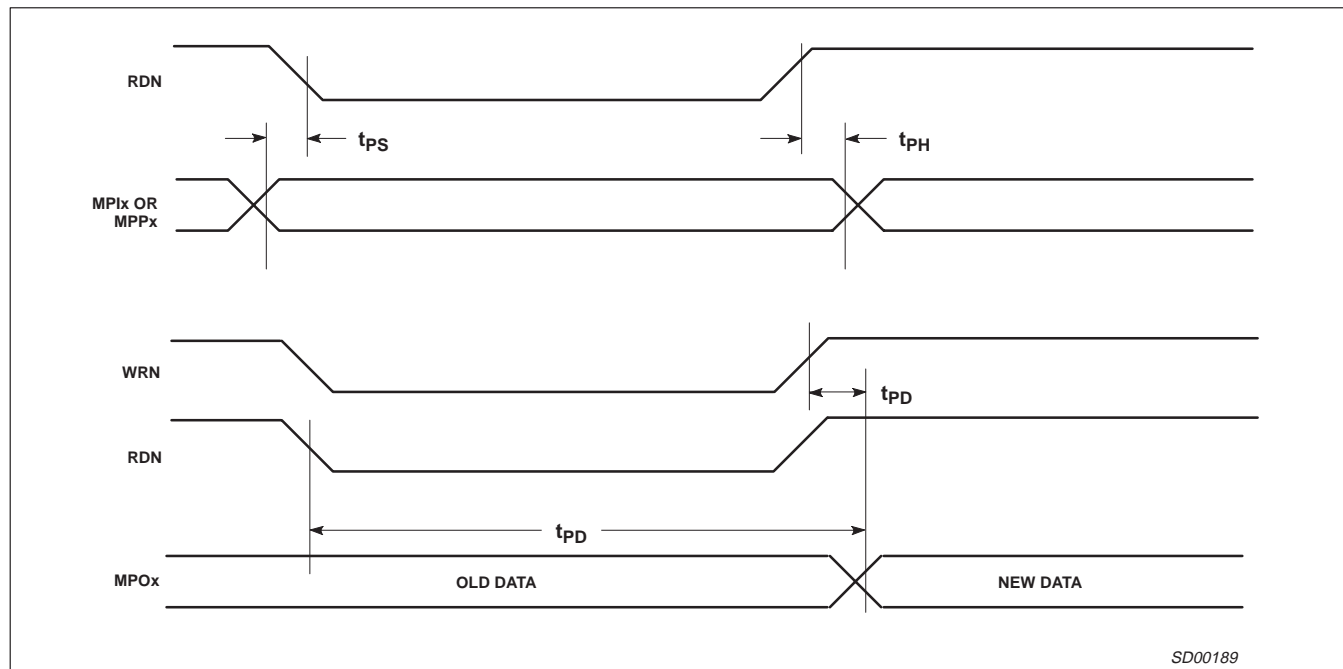 RDN
tPS
tPH
MPIx OR
MPPx
WRN
tPD
RDN
tPD
MPOx
OLD DATA
NEW DATA
SD00189